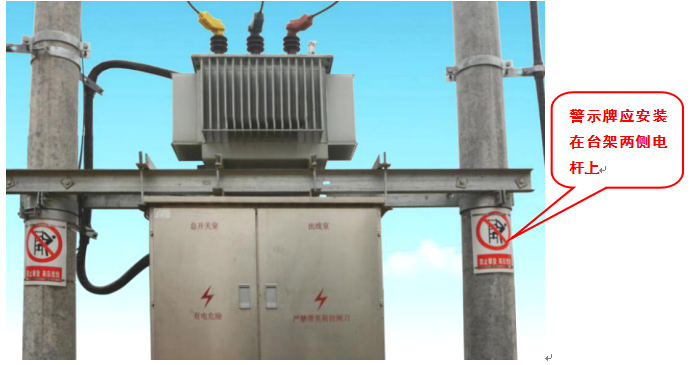 警示牌应安装
在台架两侧电
杆上
总开关室
出线室
有电危险
严禁带负荷拉闸刀
禁止攀登 高压危险
禁止攀登 高压危险